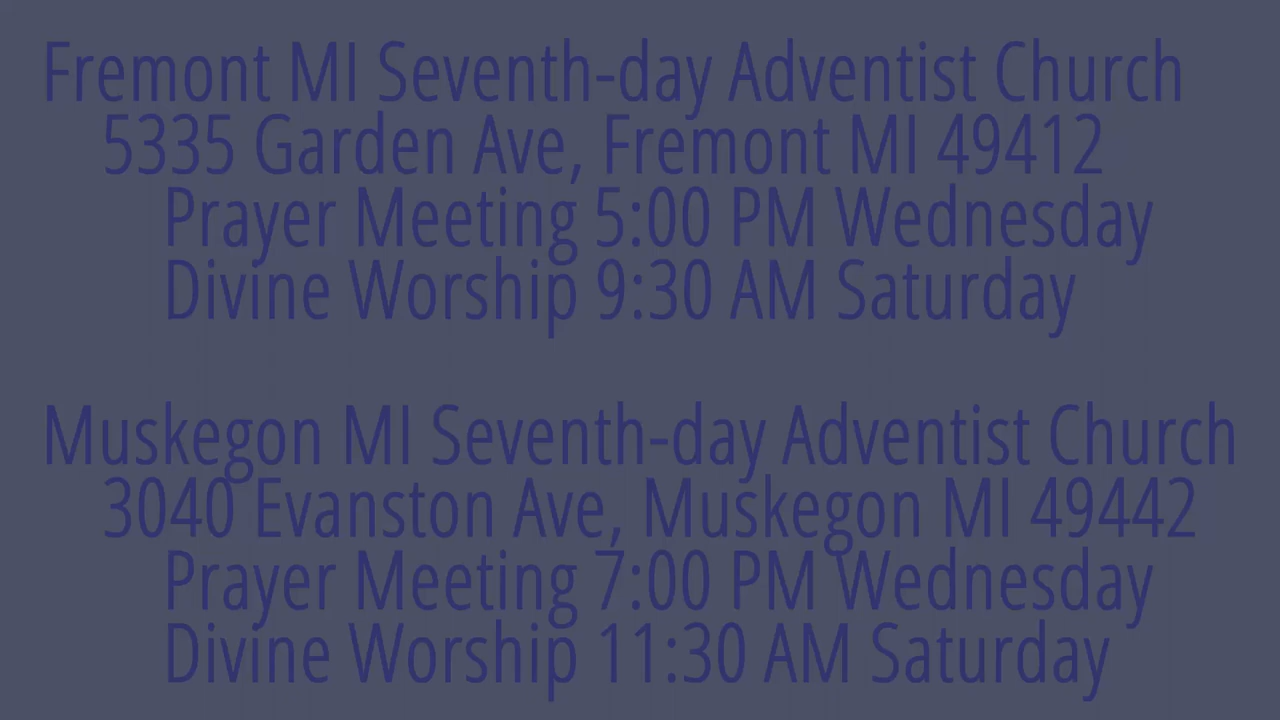 Fremont MI Seventh-day Adventist Church
5335 Garden Ave, Fremont MI 49412
Prayer Meeting 5:00 PM Wednesday
Divine Worship 9:30 AM Saturday
Muskegon MI Seventh-day Adventist Church
3040 Evanston Ave, Muskegon MI 49442
Prayer Meeting 7:00 PM Wednesday
Divine Worship 11:30 AM Saturday